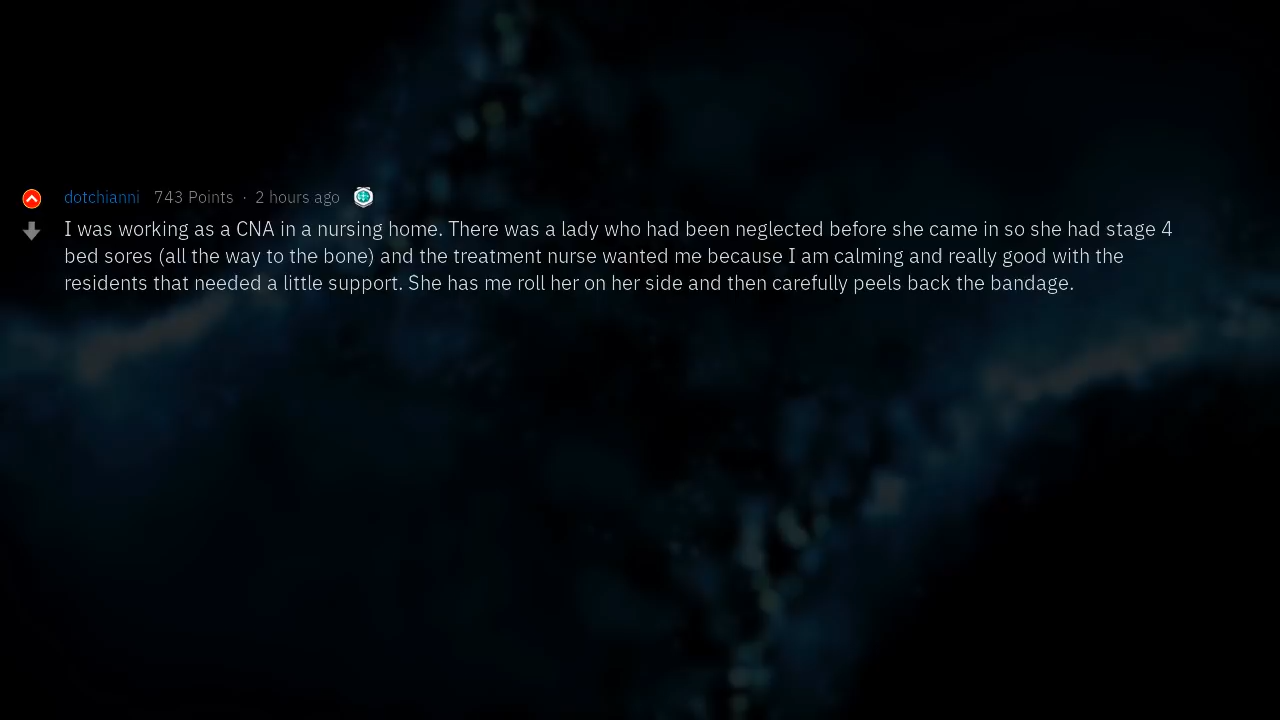 dotchianni 743 Points · 2 hours ago
I was working as a CNA in a nursing home. There was a lady who had been neglected before she came in so she had stage 4
bed sores (all the way to the bone) and the treatment nurse wanted me because I am calming and really good with the
residents that needed a little support. She has me roll her on her side and then carefully peels back the bandage.